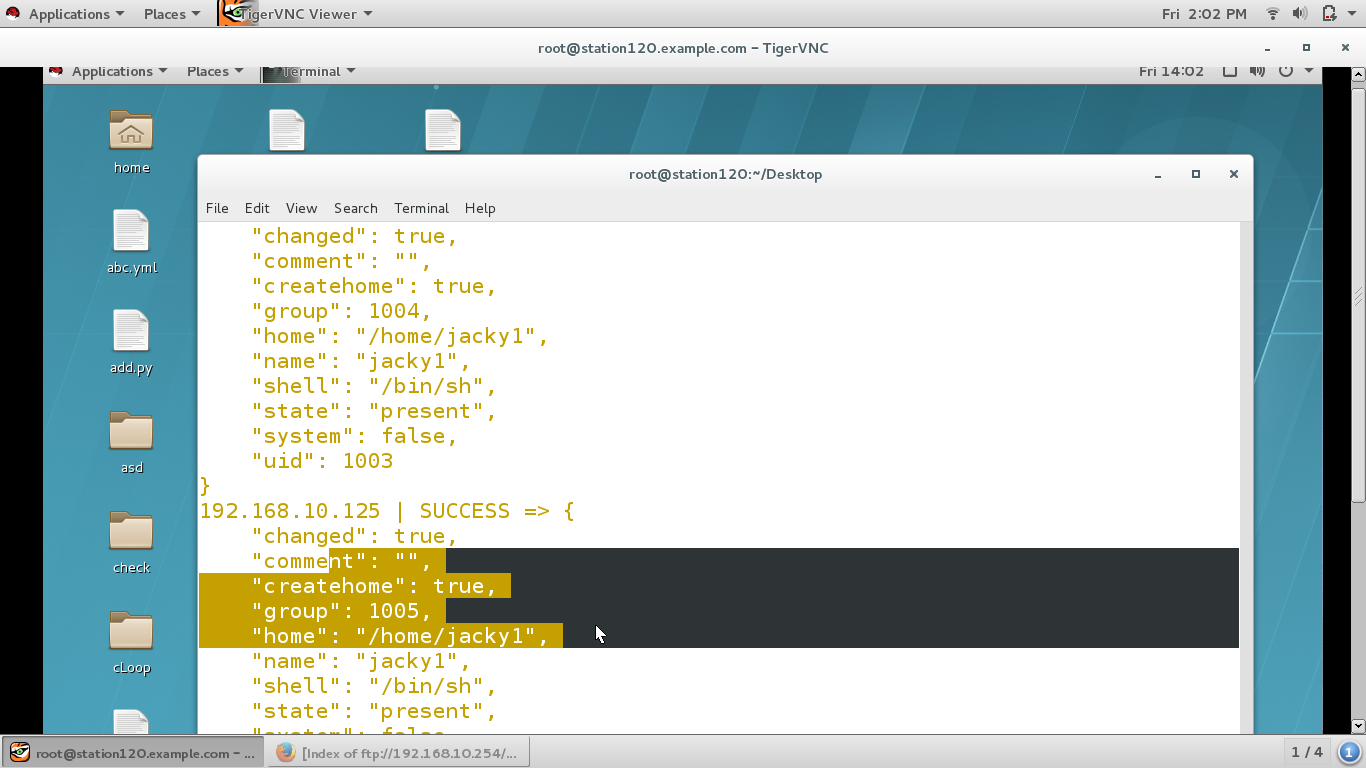 Applications Places TigerVNC Viewer Fri 2:02 PM
root@station120.example.com - TigerVNC
Applications Places Terminal Fri 14:02
home
abc.yml
add.py
asd
check
cLoop
root@station120:~/Desktop
File Edit View Search Terminal Help
"changed": true,
"comment": "",
"createhome": true,
"group": 1004,
"home": "/home/jacky1",
"name": "jacky1",
"shell": "/bin/sh",
"state": "present",
"system": false,
"uid": 1003
}
192.168.10.125 | SUCCESS => {
"changed": true,
"comment": "",
"createhome": true,
"group": 1005,
"home": "/home/jacky1",
"name": "jacky1",
"shell": "/bin/sh",
"state": "present",
"system": false
root@station120.example.com - ... [Index of ftp://192.168.10.254/... 1 / 4 1